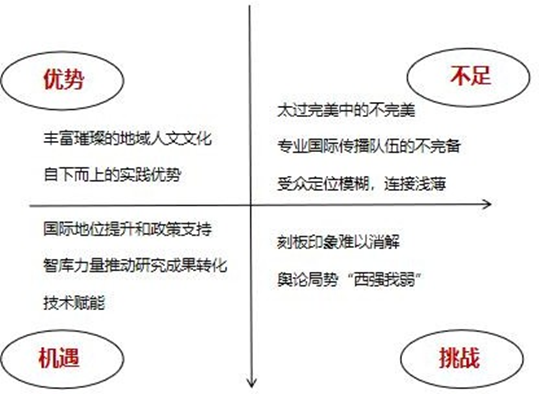 优势
丰富璀璨的地域人文文化
自下而上的实践优势
不足
太过完美中的不完美
专业国际传播队伍的不完备
受众定位模糊，连接浅薄
国际地位提升和政策支持
智库力量推动研究成果转化
技术赋能
机遇
刻板印象难以消解
舆论局势“西强我弱”
挑战